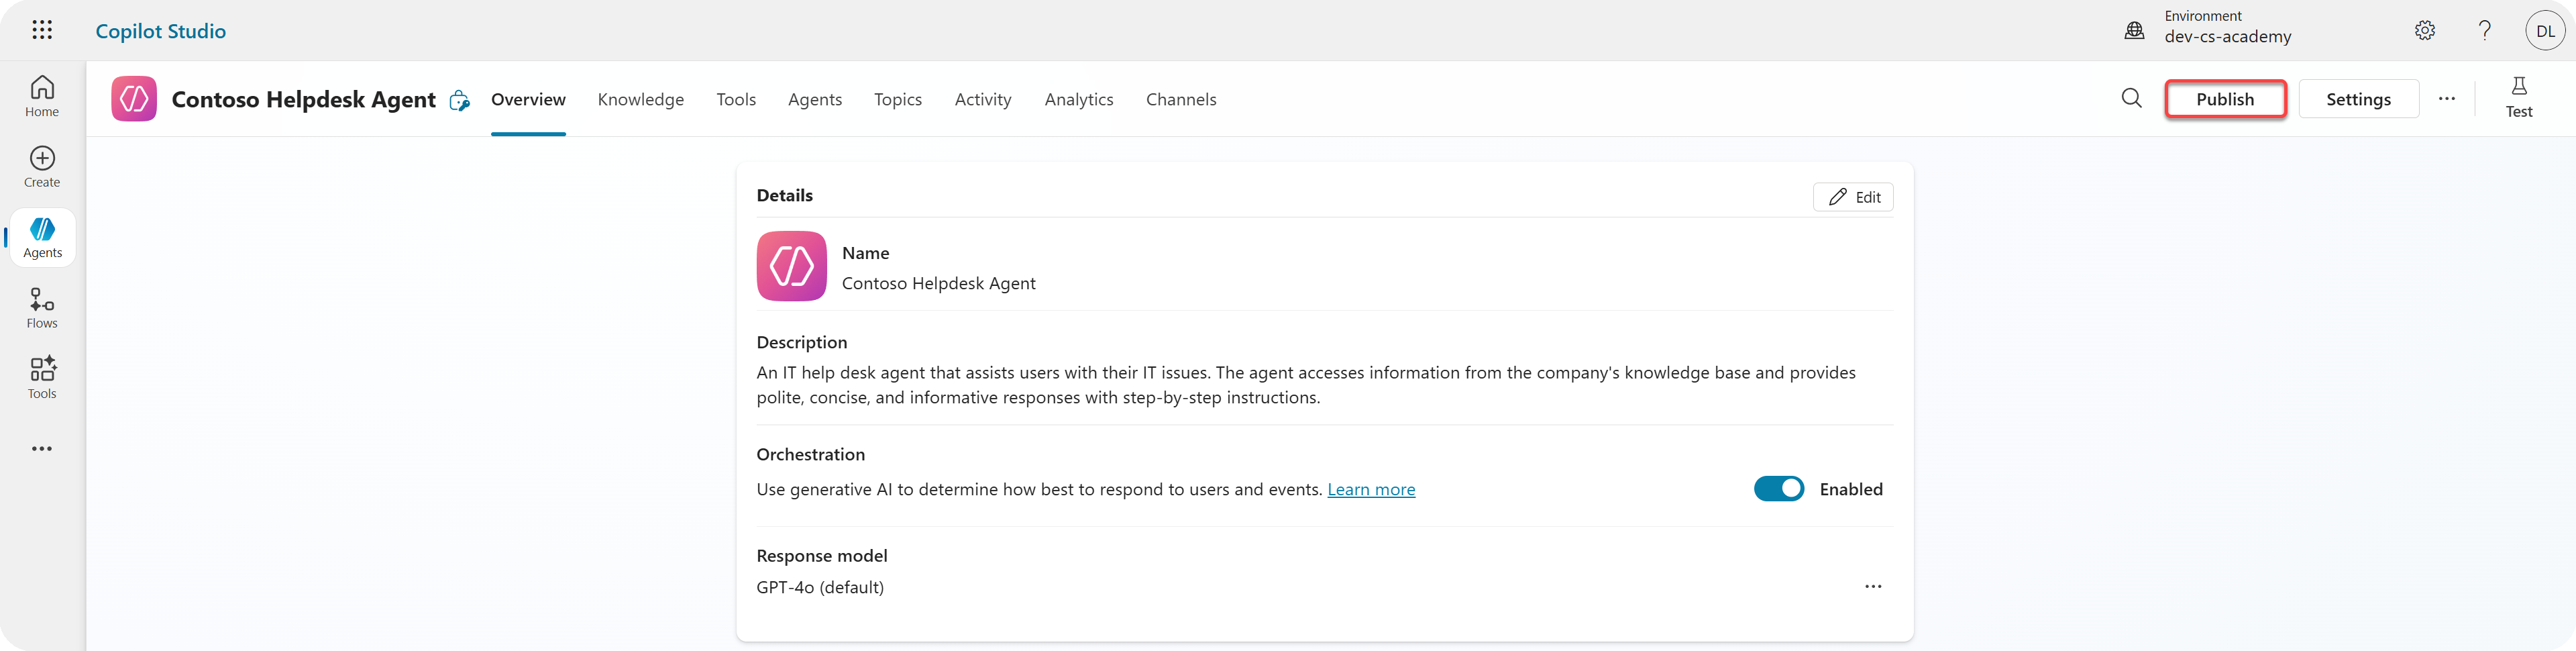 Copilot Studio
Environment
dev-cs-academy
DL
Home
Create
Agents
Flows
Tools
Contoso Helpdesk Agent
Overview
Knowledge
Tools
Agents
Topics
Activity
Analytics
Channels
Publish
Settings
Test
Details
Edit
Name
Contoso Helpdesk Agent
Description
An IT help desk agent that assists users with their IT issues. The agent accesses information from the company's knowledge base and provides
polite, concise, and informative responses with step-by-step instructions.
Orchestration
Use generative AI to determine how best to respond to users and events. Learn more
Enabled
Response model
GPT-4o (default)